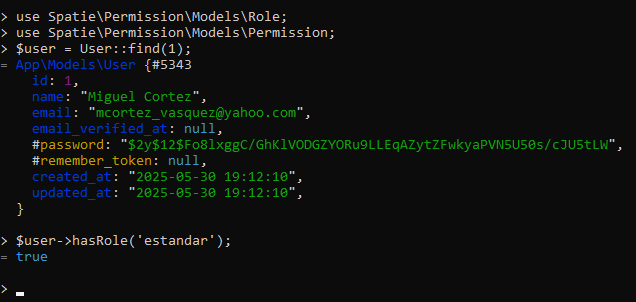 > use Spatie\Permission\Models\Role;
> use Spatie\Permission\Models\Permission;
> $user = User::find(1);
= App\Models\User {#5343
id: 1,
name: "Miguel Cortez",
email: "mcortez_vasquez@yahoo.com",
email_verified_at: null,
#password: "$2y$12$Fo8lxggC/GhKlVODGZYORu9LLEqAZytZFwkyaPVN5U50s/cJU5tLW",
#remember_token: null,
created_at: "2025-05-30 19:12:10",
updated_at: "2025-05-30 19:12:10",
}
> $user->hasRole('estandar');
= true
>